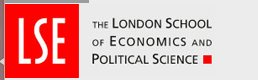 LSE
THE LONDON SCHOOL
OF ECONOMICS AND
POLITICAL SCIENCE